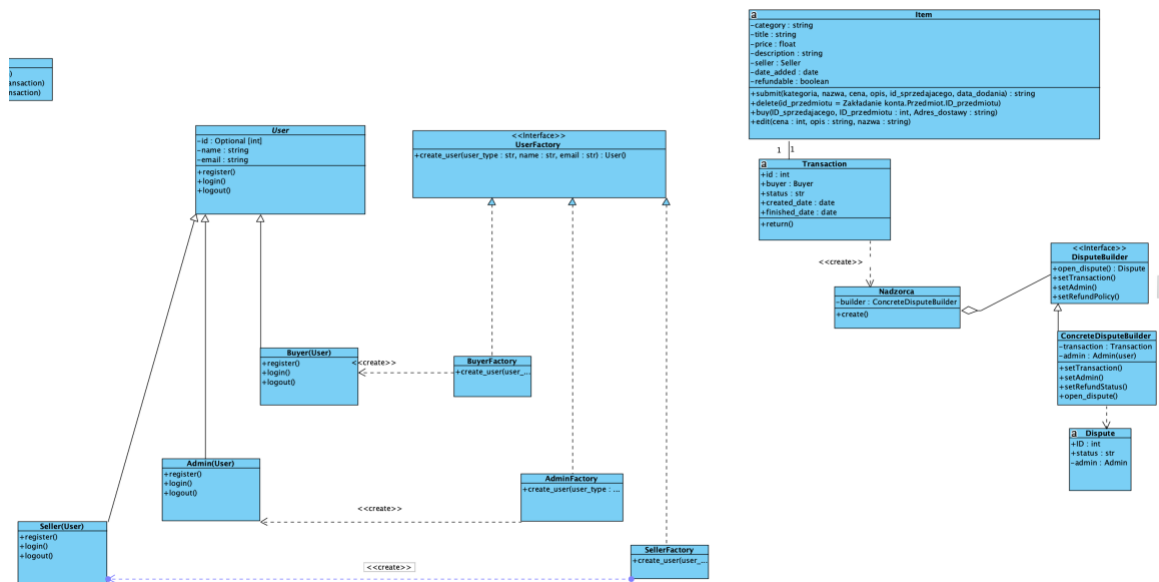 )
ansaction)
nsaction)
User
-id : Optional [int]
-name : string
-email : string
+register()
+login()
+logout()
<<Interface>>
UserFactory
+create_user(user_type : str, name : str, email : str) : User()
a
Item
-category : string
-title : string
-price : float
-description : string
-seller : Seller
-date_added : date
-refundable : boolean
+submit(kategoria, nazwa, cena, opis, id_sprzedajacego, data_dodania) : string
+delete(id_przedmiotu = Zakładanie konta.Przedmiot.ID_przedmiotu)
+buy(ID_sprzedajacego, ID_przedmiotu : int, Adres_dostawy : string)
+edit(cena : int, opis : string, nazwa : string)
1 1
a
Transaction
+id : int
+buyer : Buyer
+status : str
+created_date : date
+finished_date : date
+return()
<<create>>
Nadzorca
-builder : ConcreteDisputeBuilder
+create()
<<Interface>>
DisputeBuilder
+open_dispute() : Dispute
+setTransaction()
+setAdmin()
+setRefundPolicy()
ConcreteDisputeBuilder
-transaction : Transaction
-admin : Admin(user)
+setTransaction()
+setAdmin()
+setRefundStatus()
+open_dispute()
a
Dispute
+ID : int
+status : str
-admin : Admin
Buyer(User)
+register()
+login()
+logout()
<<create>>
BuyerFactory
+create_user(user_...
Admin(User)
+register()
+login()
+logout()
<<create>>
AdminFactory
+create_user(user_type : ...
Seller(User)
+register()
+login()
+logout()
<<create>>
SellerFactory
+create_user(user_...